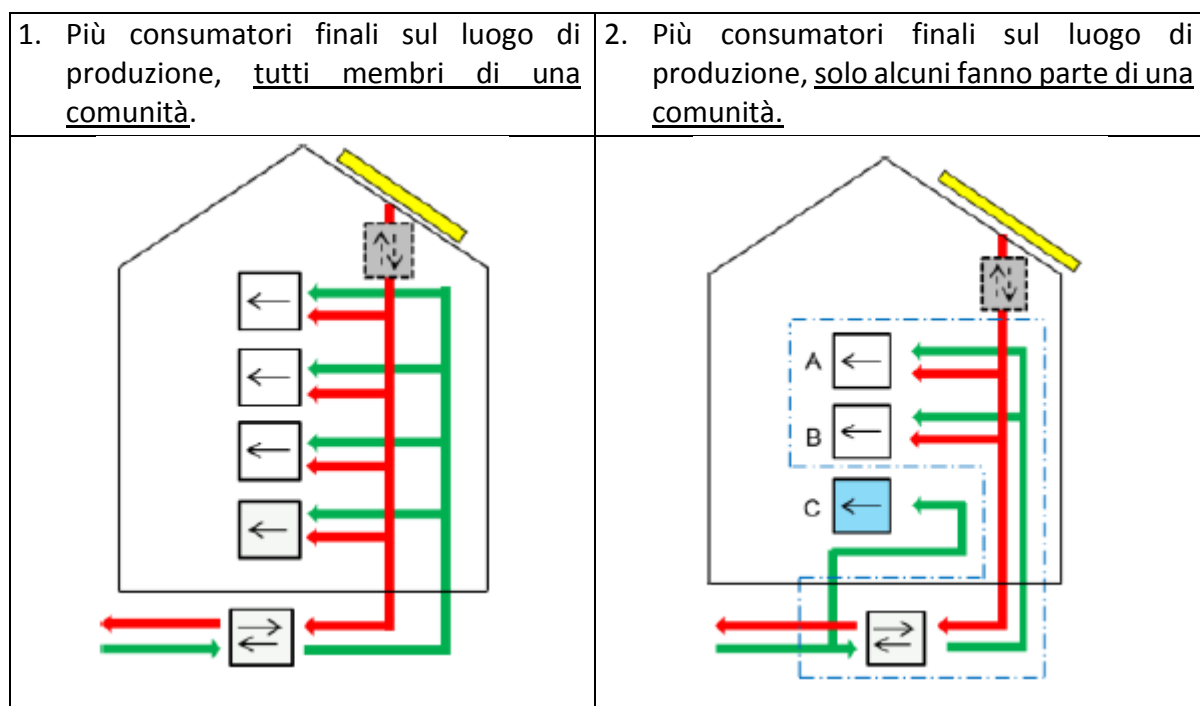 1. Più consumatori finali sul luogo di
produzione, tutti membri di una
comunità.
2. Più consumatori finali sul luogo di
produzione, solo alcuni fanno parte di una
comunità.
A
B
C